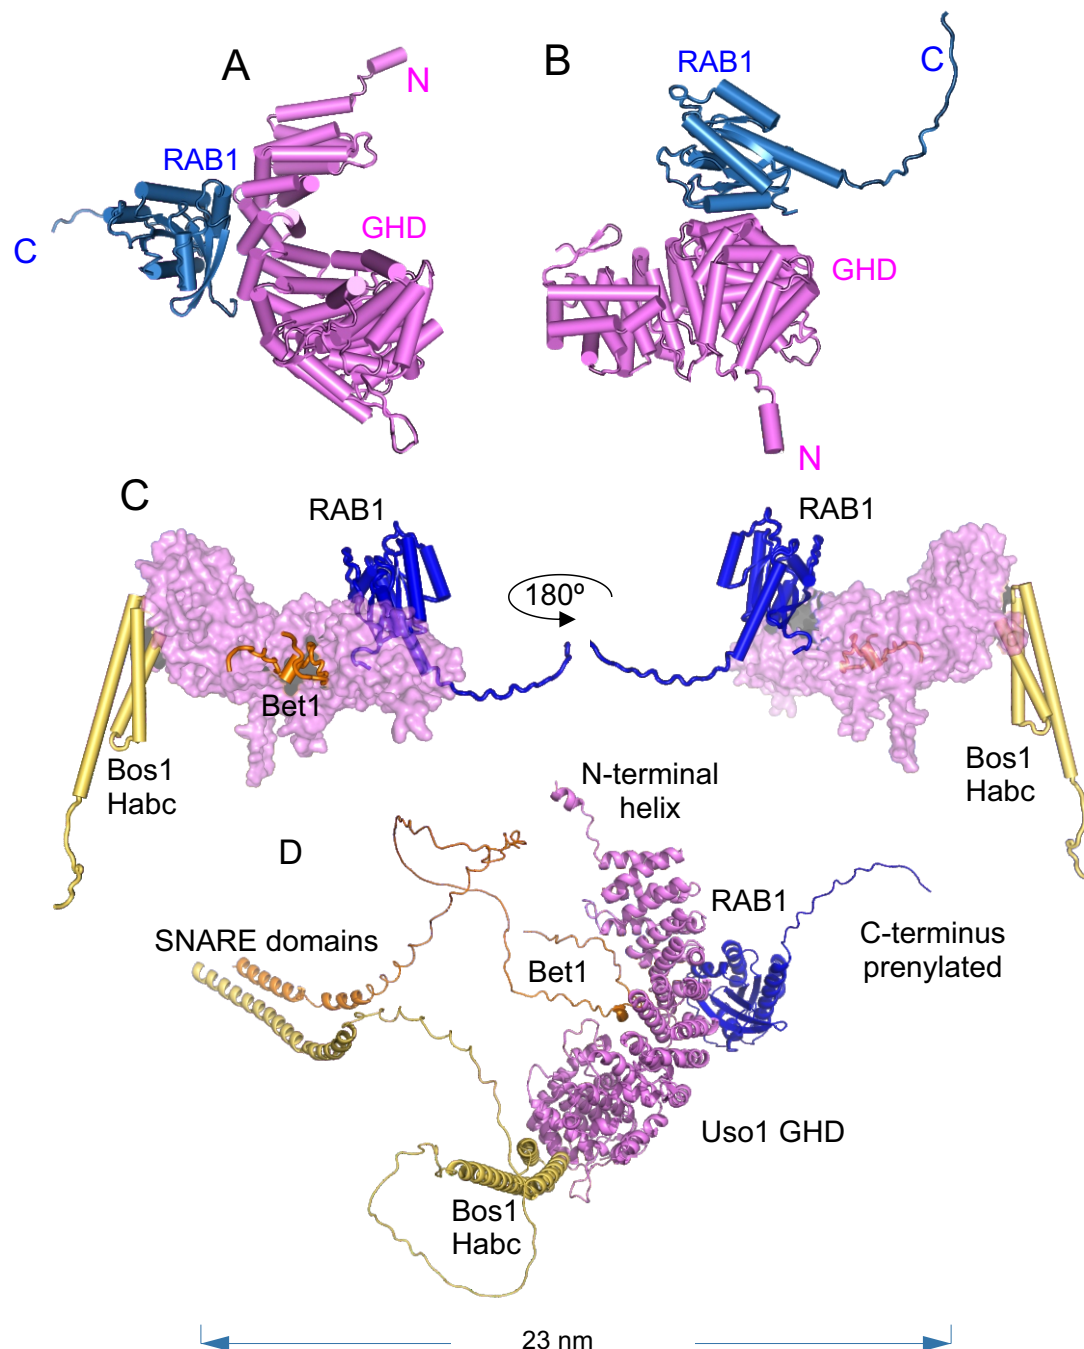 A
N
RAB1
GHD
C
B
RAB1
C
GHD
N
C
RAB1
180º
RAB1
Bet1
Bos1
Habc
Bos1
Habc
D
N-terminal
helix
RAB1
SNARE domains
C-terminus
prenylated
Bet1
Uso1 GHD
Bos1
Habc
23 nm